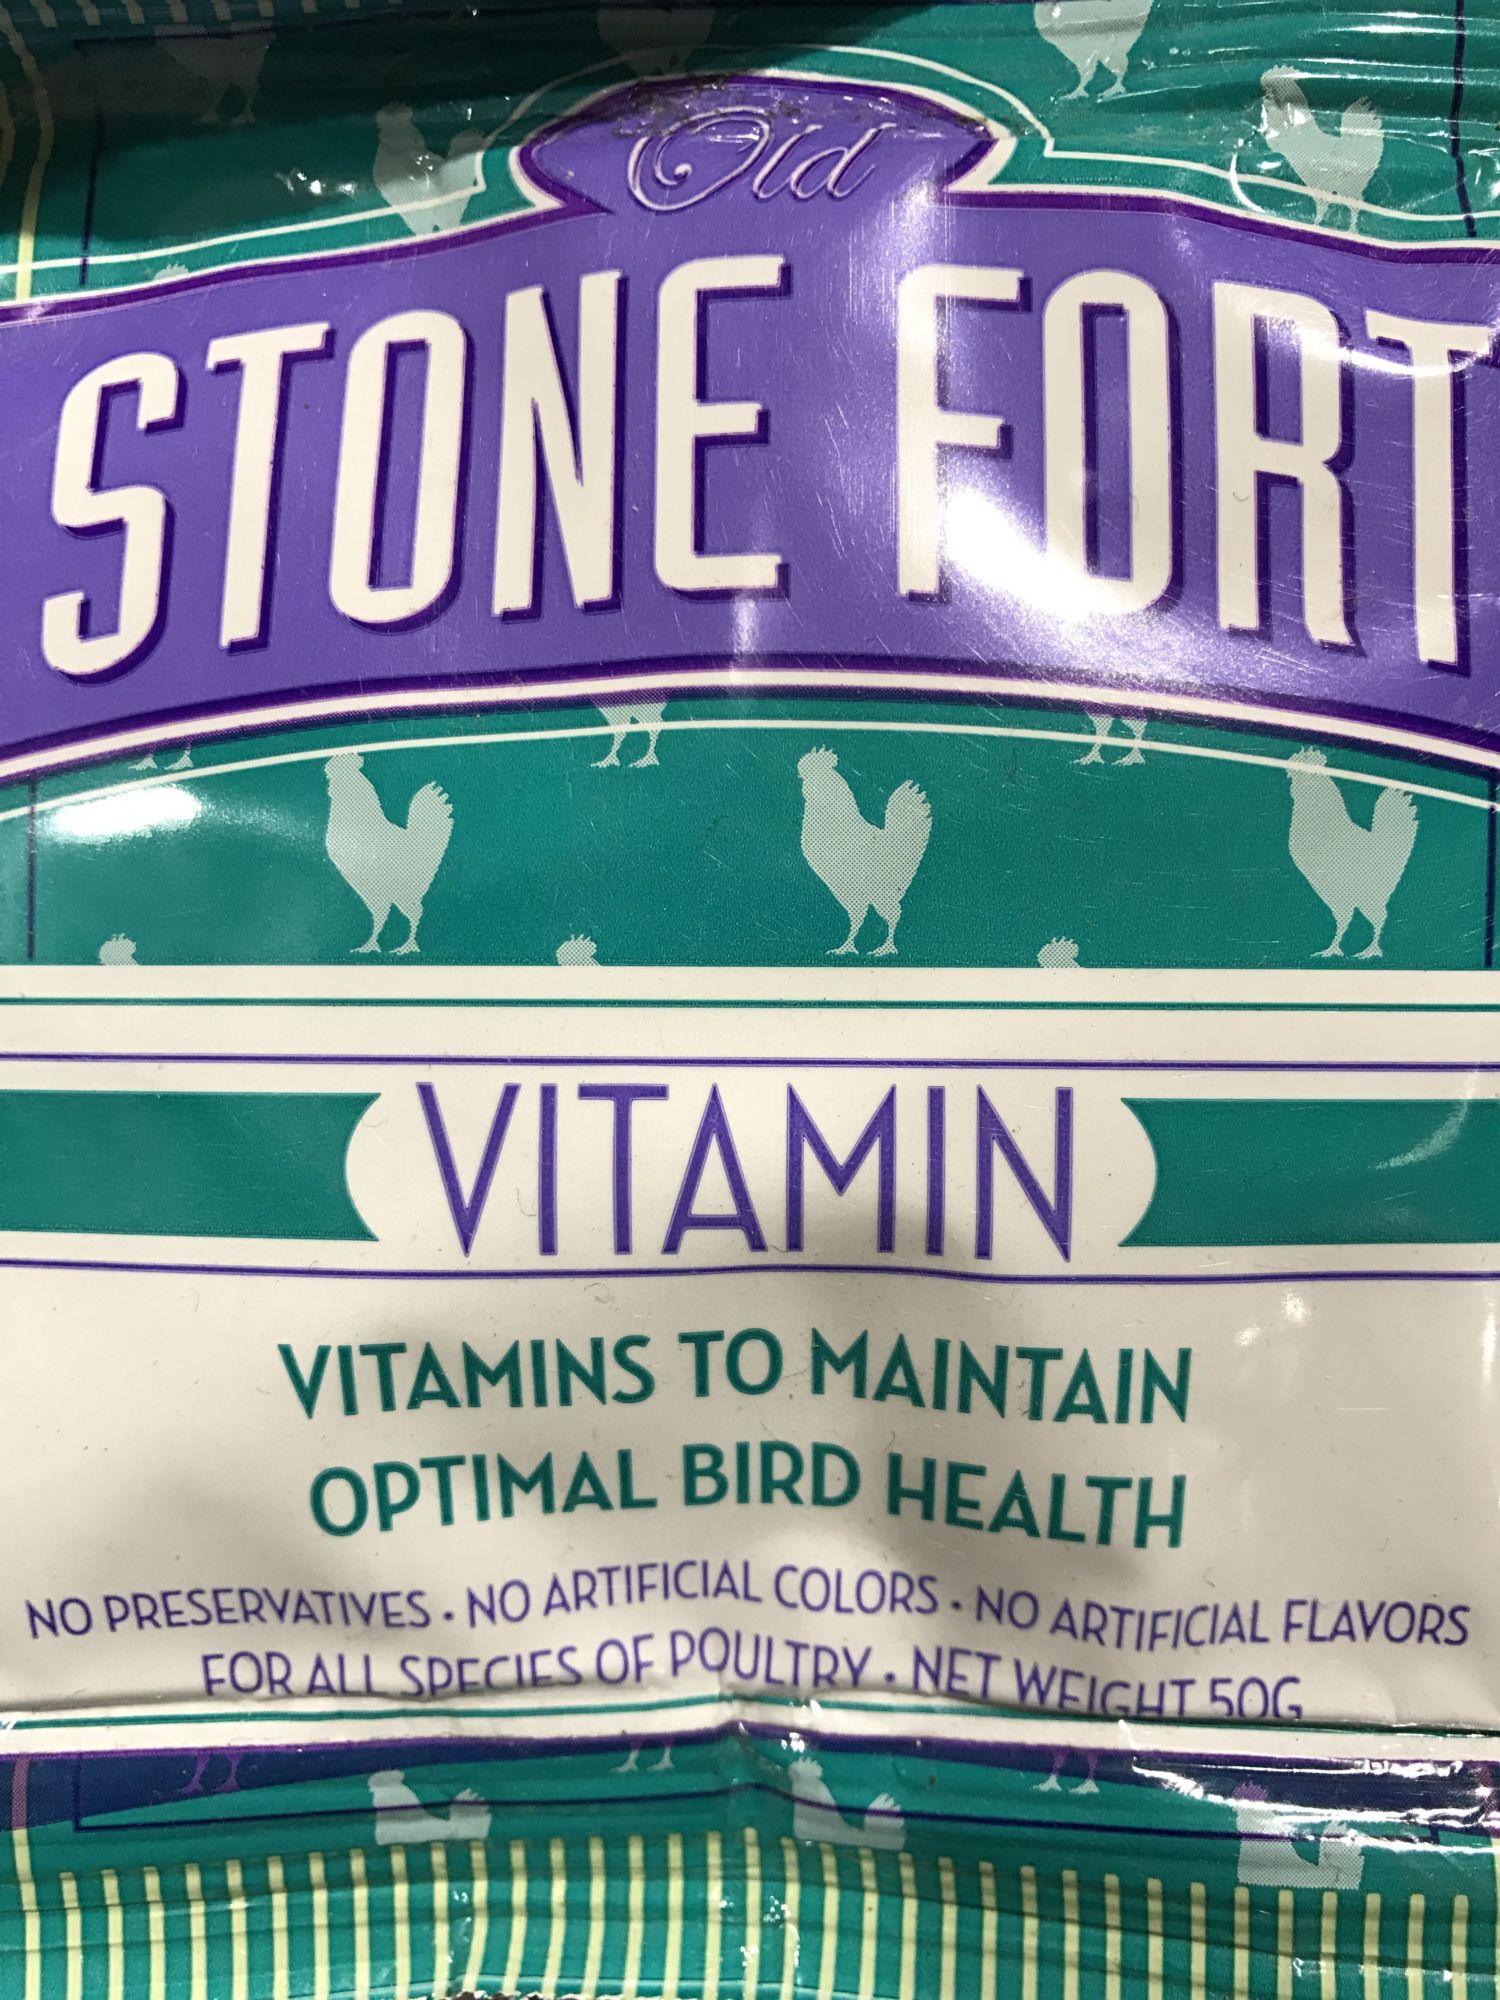 Old
STONE FORT
VITAMIN
VITAMINS TO MAINTAIN
OPTIMAL BIRD HEALTH
NO PRESERVATIVES • NO ARTIFICIAL COLORS • NO ARTIFICIAL FLAVORS
FOR ALL SPECIES OF POULTRY • NET WEIGHT 50G